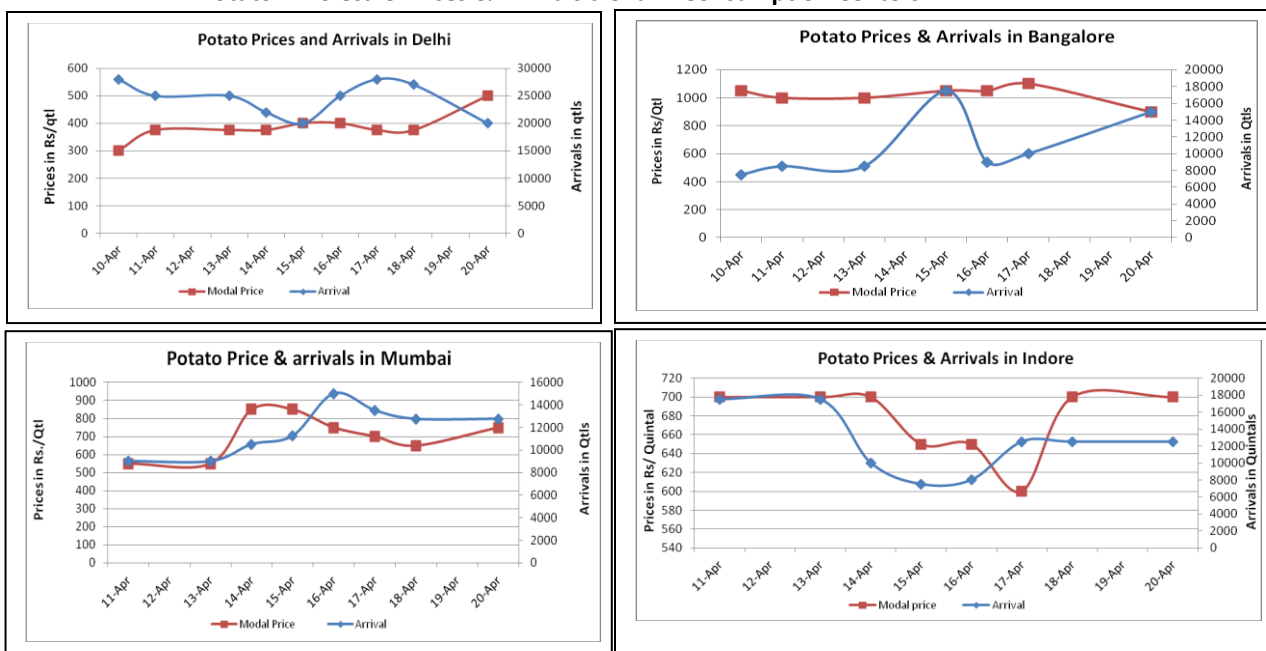 Potato Prices and Arrivals in Delhi
Prices in Rs/qtl
600
500
400
300
200
100
0
30000
25000
20000
15000
10000
5000
0
Arrivals in qtls
10-Apr
11-Apr
12-Apr
13-Apr
14-Apr
15-Apr
16-Apr
17-Apr
18-Apr
19-Apr
20-Apr
Modal Price
Arrival
Potato Prices & Arrivals in Bangalore
Prices in Rs/Qtl
1200
1000
800
600
400
200
0
20000
18000
16000
14000
12000
10000
8000
6000
4000
2000
0
Arrivals in Qtls
10-Apr
11-Apr
12-Apr
13-Apr
14-Apr
15-Apr
16-Apr
17-Apr
18-Apr
19-Apr
20-Apr
Modal Price
Arrival
Potato Price & arrivals in Mumbai
Prices in Rs./Qtl
1000
900
800
700
600
500
400
300
200
100
0
16000
14000
12000
10000
8000
6000
4000
2000
0
Arrivals in Qtls
11-Apr
12-Apr
13-Apr
14-Apr
15-Apr
16-Apr
17-Apr
18-Apr
19-Apr
20-Apr
Modal Price
Arrival
Potato Prices & Arrivals in Indore
Prices in Rs/ Quintal
720
700
680
660
640
620
600
580
560
540
20000
18000
16000
14000
12000
10000
8000
6000
4000
2000
0
Arrivals in Quintals
11-Apr
12-Apr
13-Apr
14-Apr
15-Apr
16-Apr
17-Apr
18-Apr
19-Apr
20-Apr
Modal price
Arrival